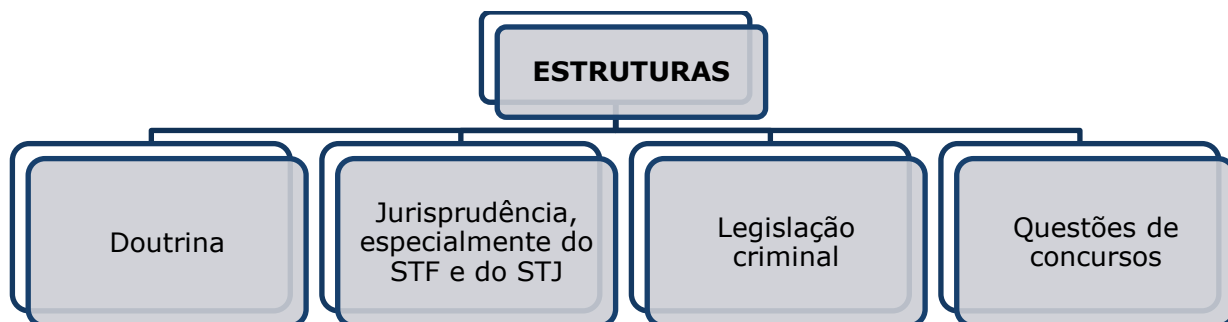 ESTRUTURAS
Doutrina
Jurisprudência,
especialmente do
STF e do STJ
Legislação
criminal
Questões de
concursos